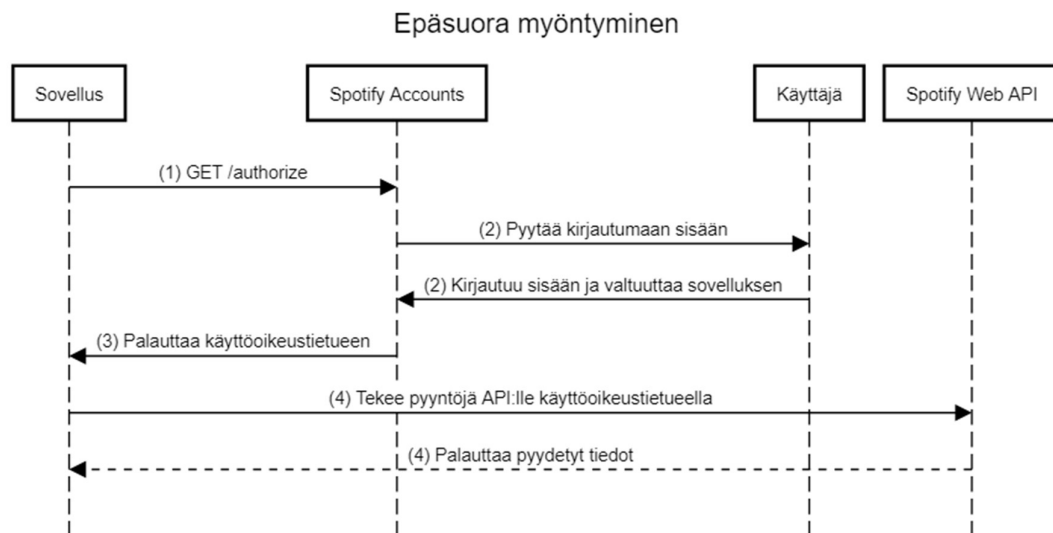 Epäsuora myöntyminen
Sovellus
Spotify Accounts
Käyttäjä
Spotify Web API
(1) GET /authorize
(2) Pyytää kirjautumaan sisään
(2) Kirjautuu sisään ja valtuuttaa sovelluksen
(3) Palauttaa käyttöoikeustietueen
(4) Tekee pyyntöjä API:lle käyttöoikeustietueella
(4) Palauttaa pyydetyt tiedot